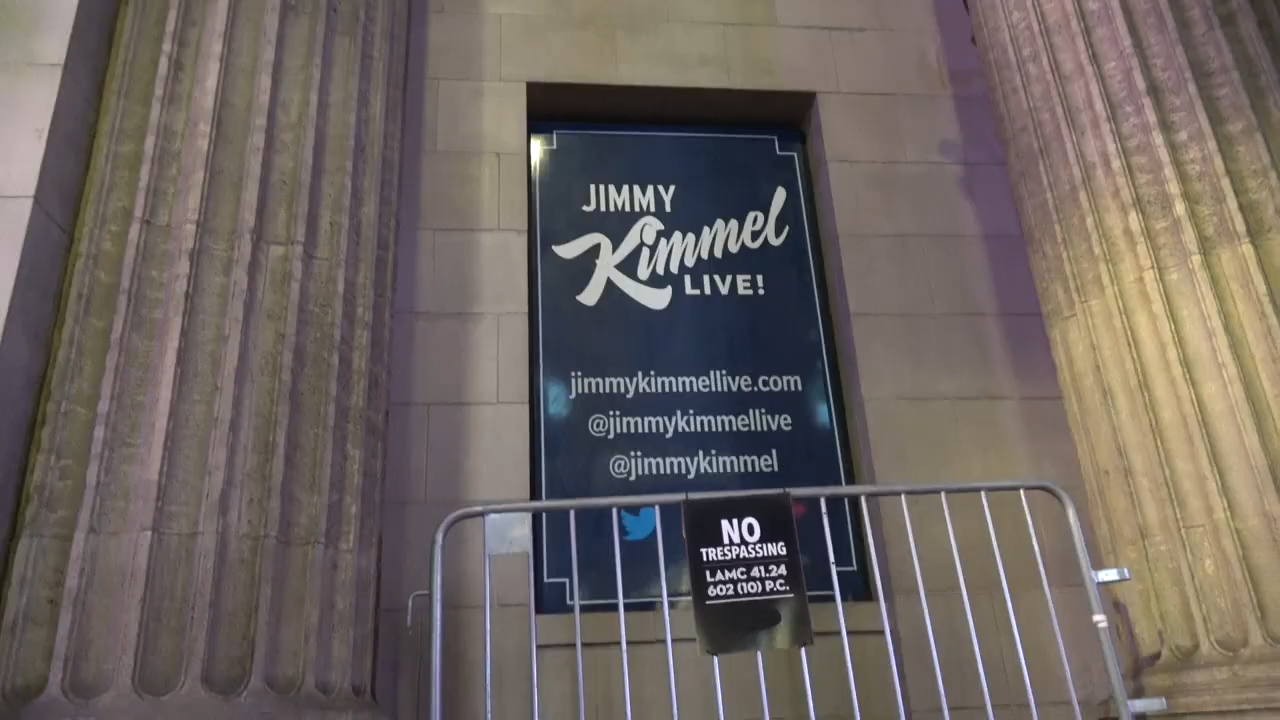 JIMMY
Kimmel
LIVE!
jimmykimmellive.com
@jimmykimmellive
@jimmykimmel
NO
TRESPASSING
LAMC 41.24
602 (10) P.C.